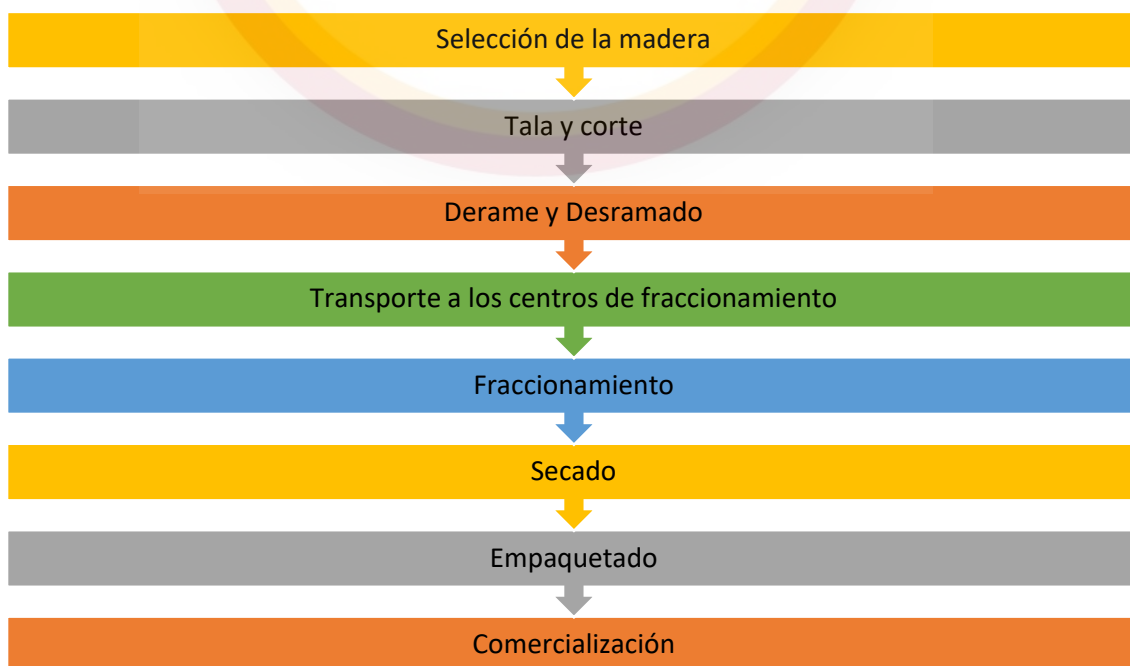 Selección de la madera
Tala y corte
Derame y Desramado
Transporte a los centros de fraccionamiento
Fraccionamiento
Secado
Empaquetado
Comercialización